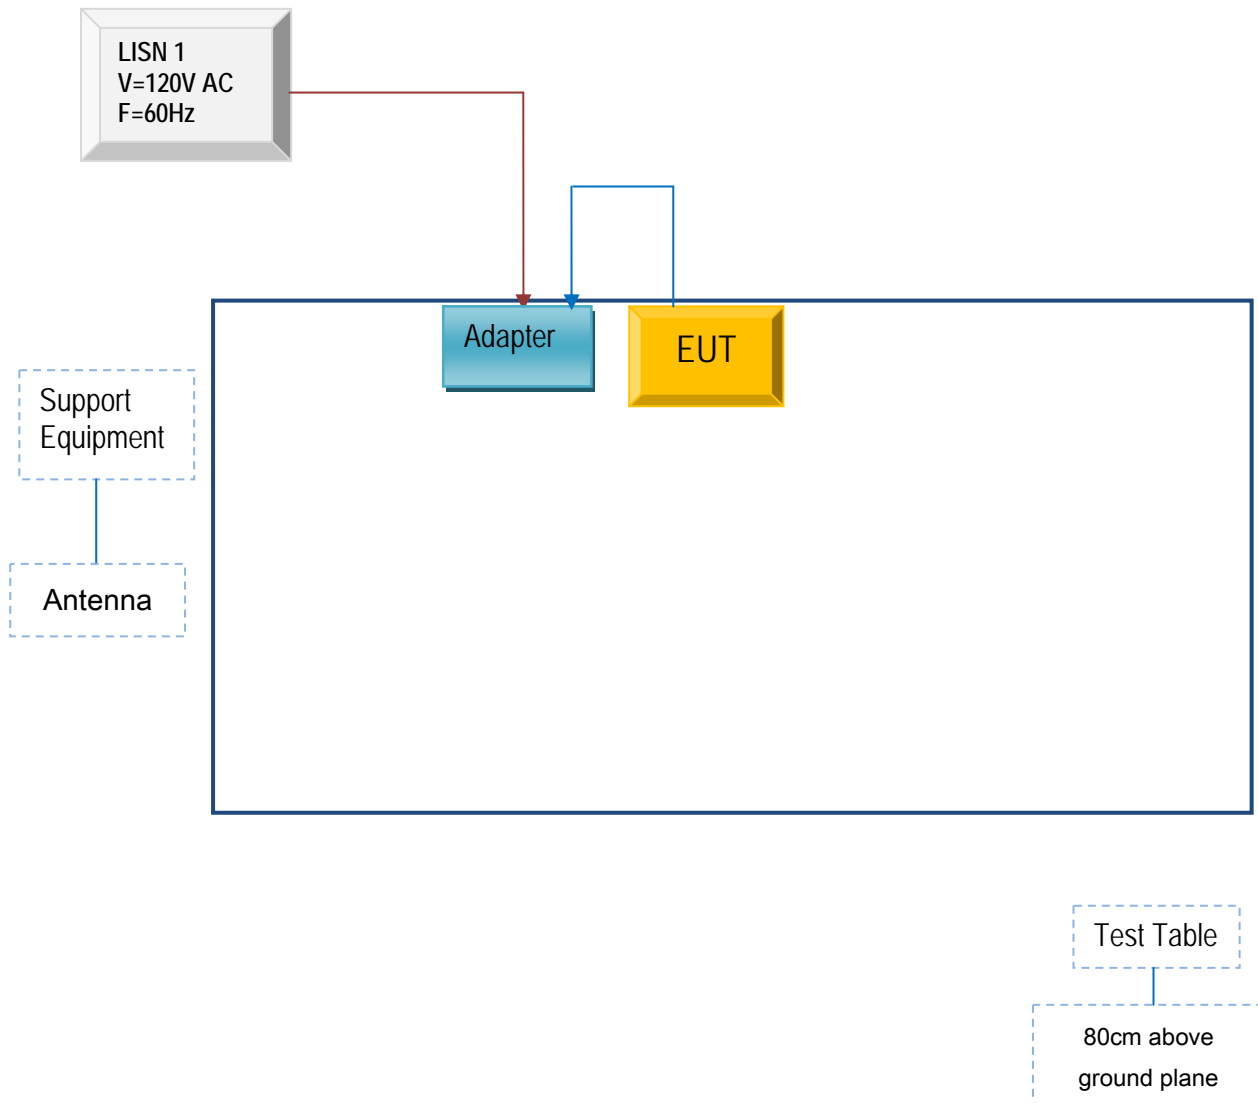 LISN 1
V=120V AC
F=60Hz
Adapter
EUT
Support
Equipment
Antenna
Test Table
80cm above
ground plane